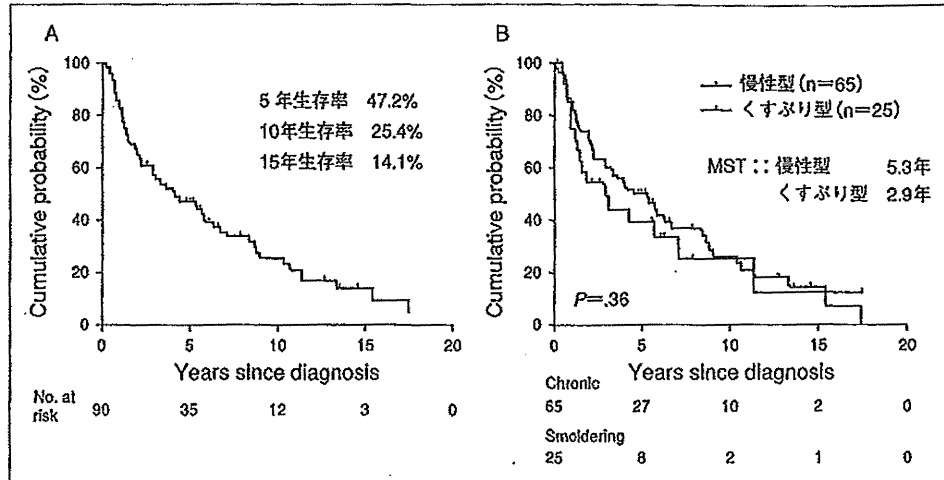 A
Cumulative probability (%)
100
80
60
40
20
0
5年生存率 47.2%
10年生存率 25.4%
15年生存率 14.1%
0 5 10 15 20
Years since diagnosis
No. at risk
90 35 12 3 0
B
Cumulative probability (%)
100
80
60
40
20
0
慢性型 (n=65)
くすぶり型 (n=25)
MST :: 慢性型 5.3年
くすぶり型 2.9年
P=.36
0 5 10 15 20
Years since diagnosis
Chronic
65 27 10 2 0
Smoldering
25 8 2 1 0